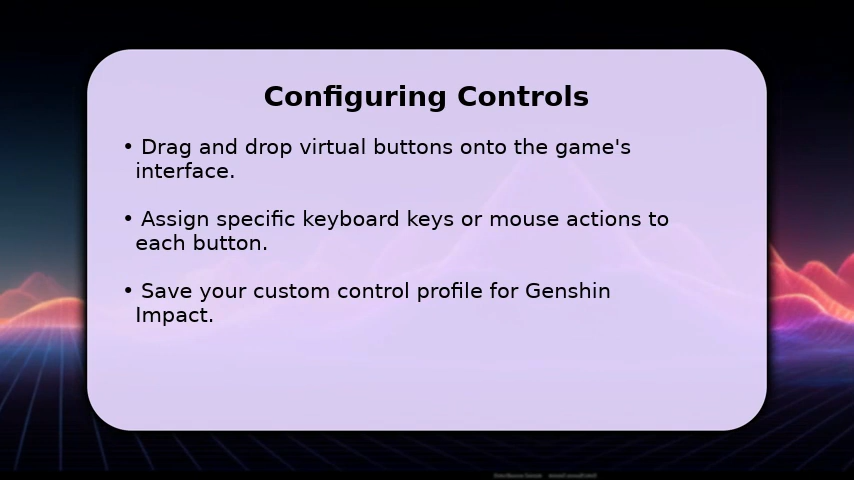 Configuring Controls
• Drag and drop virtual buttons onto the game's
interface.
• Assign specific keyboard keys or mouse actions to
each button.
• Save your custom control profile for Genshin
Impact.